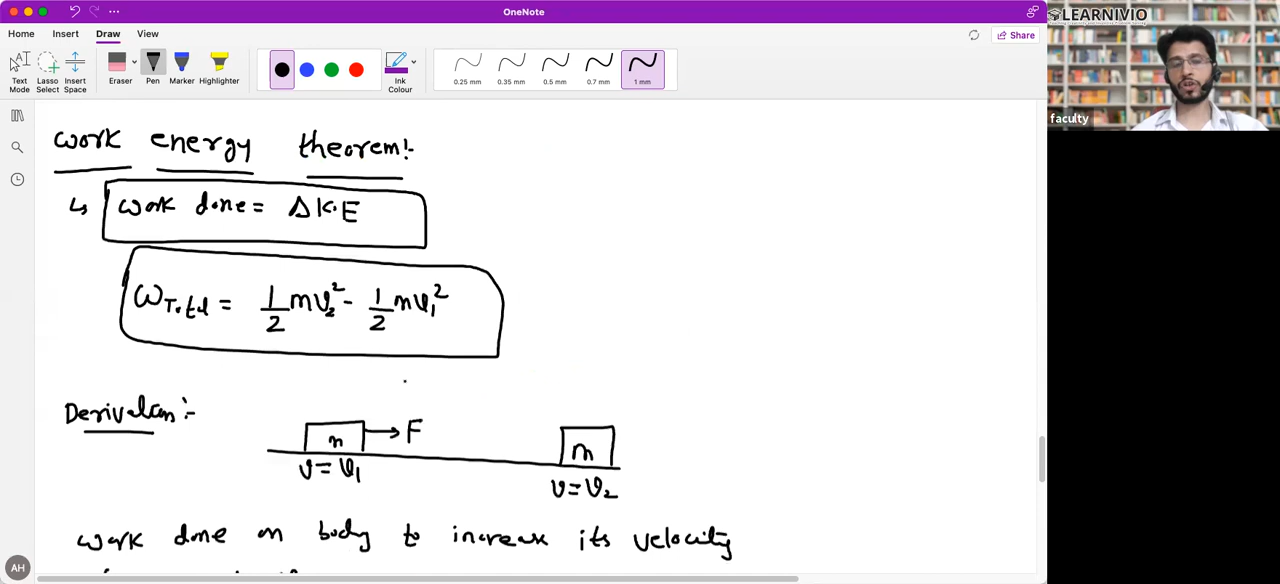 OneNote
LEARNIVIO
Home Insert Draw View
Share
Text Mode
Lasso Select
Insert Space
Eraser
Pen
Marker
Highlighter
Ink Colour
0.25 mm
0.35 mm
0.5 mm
0.7 mm
1 mm
faculty
work energy theorem:-
↳ work done = ΔK.E
W_Total = 1/2 mv₂² - 1/2 mv₁²
Derivation:-
m → F
m
v = v₁
v = v₂
work done on body to increase its velocity
AH